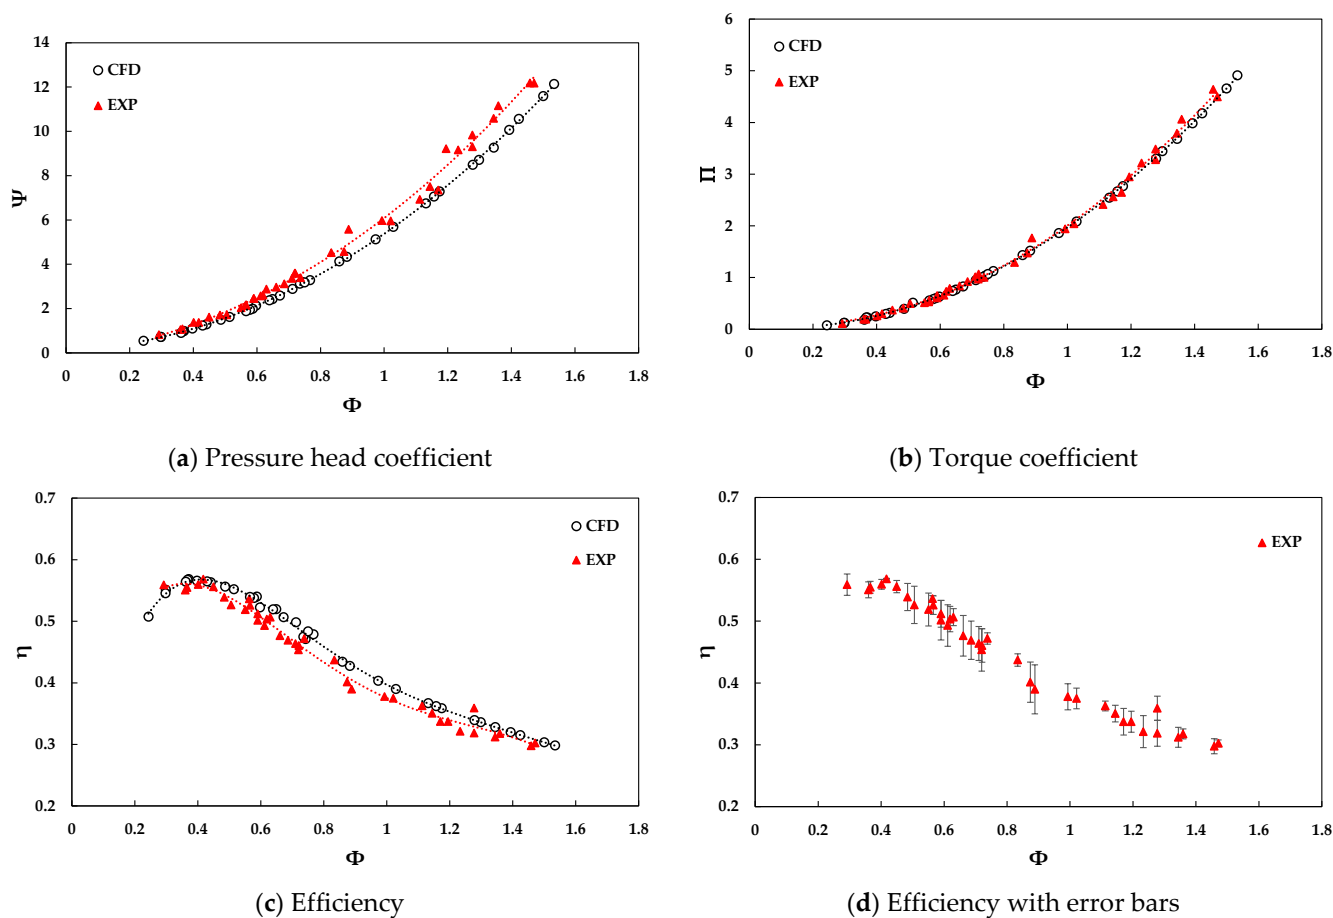 14
12
10
8
6
4
2
0
0 0.2 0.4 0.6 0.8 1 1.2 1.4 1.6 1.8
Ψ
Φ
CFD
EXP
(a) Pressure head coefficient
6
5
4
3
2
1
0
0 0.2 0.4 0.6 0.8 1 1.2 1.4 1.6 1.8
Π
Φ
CFD
EXP
(b) Torque coefficient
0.7
0.6
0.5
0.4
0.3
0.2
0 0.2 0.4 0.6 0.8 1 1.2 1.4 1.6 1.8
η
Φ
CFD
EXP
(c) Efficiency
0.7
0.6
0.5
0.4
0.3
0.2
0 0.2 0.4 0.6 0.8 1 1.2 1.4 1.6 1.8
η
Φ
EXP
(d) Efficiency with error bars